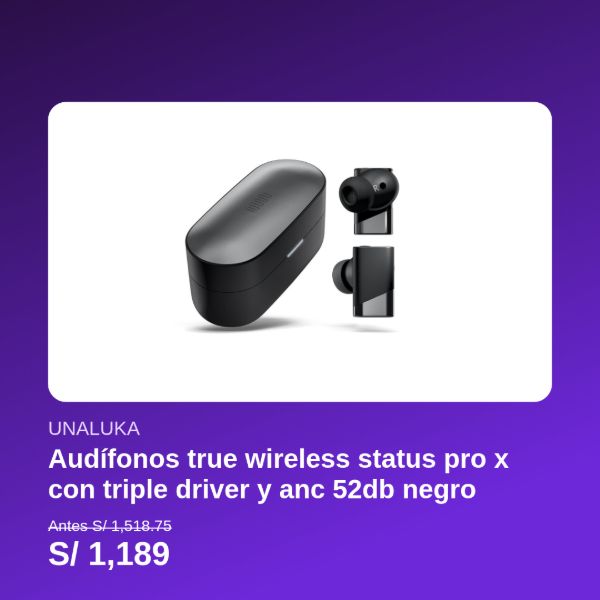 R
UNALUKA
Audífonos true wireless status pro x
con triple driver y anc 52db negro
Antes S/ 1,518.75
S/ 1,189